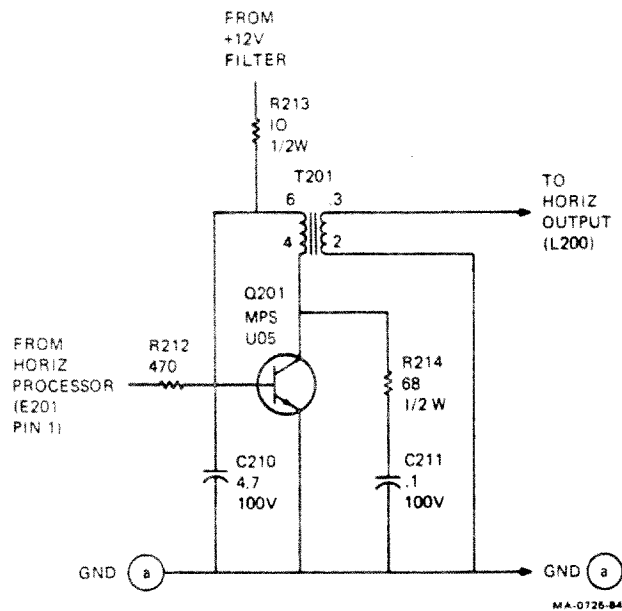 FROM
+12V
FILTER
R213
10
1/2W
T201
6
.3
4
2
TO
HORIZ
OUTPUT
(L200)
Q201
MPS
U05
FROM
HORIZ
PROCESSOR
(E201
PIN 1)
R212
470
R214
68
1/2 W
C210
4.7
100V
C211
.1
100V
GND a
GND a
MA-0726-84